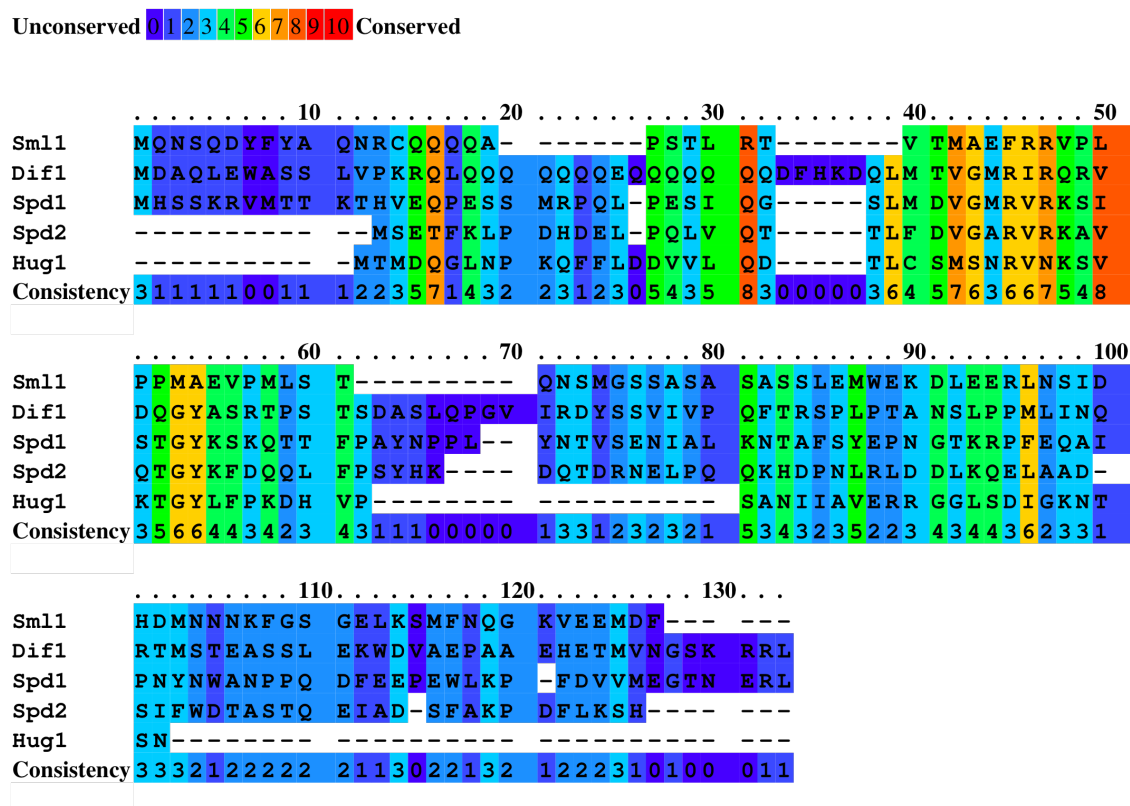 Unconserved 0 1 2 3 4 5 6 7 8 9 10 Conserved
. . . . . . . . . 10 . . . . . . . . . 20 . . . . . . . . . 30 . . . . . . . . . 40 . . . . . . . . . 50
Sml1 MQNSQDYFYA QNRCQQQQA- ------PSTL RT-------V TMAEFRRVPL
Dif1 MDAQLEWASS LVPKRQLQQQ QQQQEQQQQQ QQDFHKDQLM TVGMRIRQRV
Spd1 MHSSKRVMTT KTHVEQPESS MRPQL-PESI QG-----SLM DVGMRVRKSI
Spd2 ---------- --MSETFKLP DHDEL-PQLV QT-----TLF DVGARVRKAV
Hug1 ---------- -MTMDQGLNP KQFFLDDVVL QD-----TLC SMSNRVNKSV
Consistency 3111110011 1223571432 2312305435 8300000364 5763667548
. . . . . . . . . 60 . . . . . . . . . 70 . . . . . . . . . 80 . . . . . . . . . 90 . . . . . . . . . 100
Sml1 PPMAEVPMLS T--------- QNSMGSSASA SASSLEMWEK DLEERLNSID
Dif1 DQGYASRTPS TSDASLQPGV IRDYSSVIVP QFTRSPLPTA NSLPPMLINQ
Spd1 STGYKSKQTT FPAYNPPL-- YNTVSENIAL KNTAFSYEPN GTKRPFEQAI
Spd2 QTGYKFDQQL FPSYHK---- DQTDRNELPQ QKHDPNLRLD DLKQELAAD-
Hug1 KTGYLFPKDH VP-------- ---------- SANIIAVERR GGLSDIGKNT
Consistency 3566443423 4311100000 1331232321 5343235223 4344362331
. . . . . . . . . 110 . . . . . . . . . 120 . . . . . . . . . 130 . . .
Sml1 HDMNNNKFGS GELKSMFNQG KVEEMDF--- ---
Dif1 RTMSTEASSL EKWDVAEPAA EHETMVNGSK RRL
Spd1 PNYNWANPPQ DFEEPEWLKP -FDVVMEGTN ERL
Spd2 SIFWDTASTQ EIAD-SFAKP DFLKSH---- ---
Hug1 SN-------- ---------- ---------- ---
Consistency 3332122222 2113022132 1222310100 011